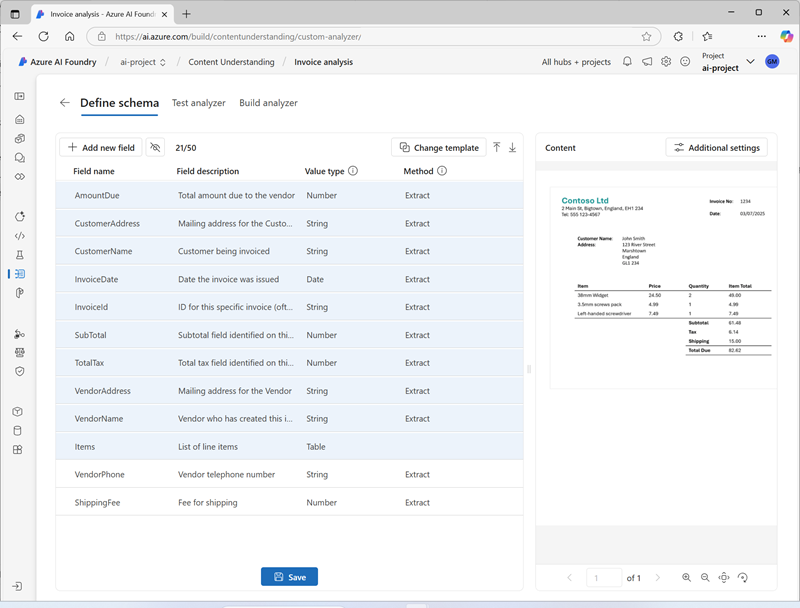 Invoice analysis - Azure AI Found
https://ai.azure.com/build/contentunderstanding/custom-analyzer/
Azure AI Foundry / ai-project / Content Understanding / Invoice analysis
All hubs + projects
Project
ai-project
GM
Define schema Test analyzer Build analyzer
Add new field 21/50 Change template
Field name Field description Value type Method
AmountDue Total amount due to the vendor Number Extract
CustomerAddress Mailing address for the Custo... String Extract
CustomerName Customer being invoiced String Extract
InvoiceDate Date the invoice was issued Date Extract
InvoiceId ID for this specific invoice (oft... String Extract
SubTotal Subtotal field identified on thi... Number Extract
TotalTax Total tax field identified on thi... Number Extract
VendorAddress Mailing address for the Vendor String Extract
VendorName Vendor who has created this i... String Extract
Items List of line items Table
VendorPhone Vendor telephone number String Extract
ShippingFee Fee for shipping Number Extract
Save
Content Additional settings
Contoso Ltd
2 Main St, Bigtown, England, EH1 234
Tel: 555 123-4567
Invoice No: 1234
Date: 03/07/2025
Customer Name: John Smith
Address: 123 River Street
Marshtown
England
GL1 234
Item Price Quantity Item Total
38mm Widget 24.50 2 49.00
3.5mm screws pack 4.99 1 4.99
Left-handed screwdriver 7.49 1 7.49
Subtotal 61.48
Tax 6.14
Shipping 15.00
Total Due 82.62
1 of 1